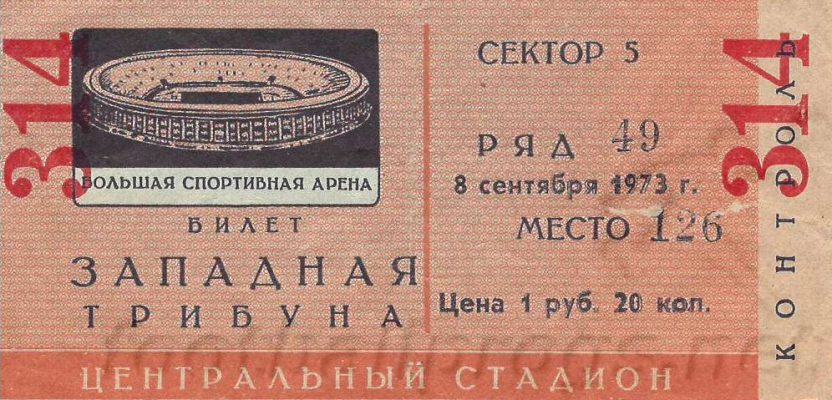 314
БОЛЬШАЯ СПОРТИВНАЯ АРЕНА
БИЛЕТ
ЗАПАДНАЯ
ТРИБУНА
СЕКТОР 5
РЯД 49
8 сентября 1973 г.
МЕСТО 126
Цена 1 руб. 20 коп.
314
КОНТРОЛЬ
ЦЕНТРАЛЬНЫЙ СТАДИОН